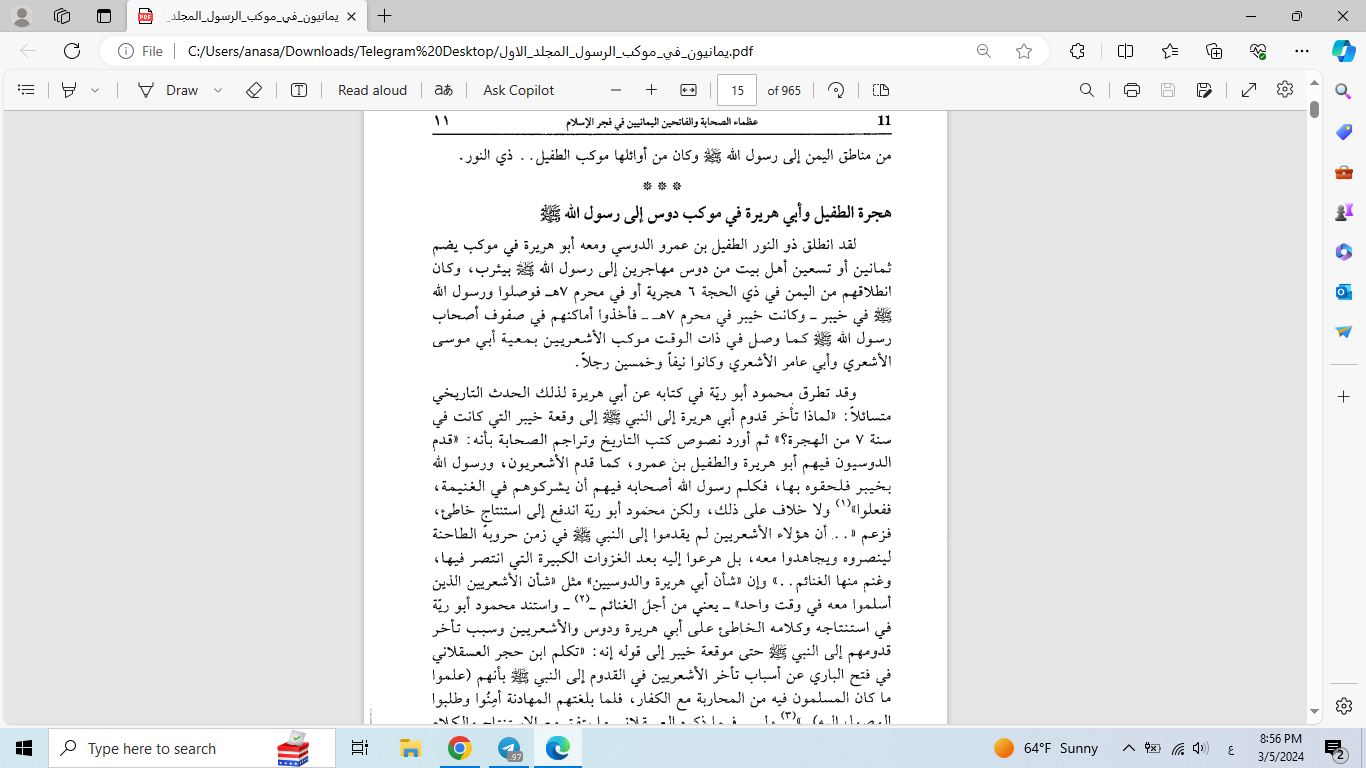 يمانيون_في_موكب_الرسول_المجلد_
File
C:/Users/anasa/Downloads/Telegram%20Desktop/يمانيون_في_موكب_الرسول_المجلد_الاول.pdf
Draw
Read aloud
Ask Copilot
15
of 965
11 عظماء الصحابة والفاتحين اليمانيين في فجر الإسلام ١١
من مناطق اليمن إلى رسول الله ﷺ وكان من أوائلها موكب الطفيل.. ذي النور.
* * *
هجرة الطفيل وأبي هريرة في موكب دوس إلى رسول الله ﷺ
لقد انطلق ذو النور الطفيل بن عمرو الدوسي ومعه أبو هريرة في موكب يضم
ثمانين أو تسعين أهل بيت من دوس مهاجرين إلى رسول الله ﷺ بيثرب، وكان
انطلاقهم من اليمن في ذي الحجة ٦ هجرية أو في محرم ٧هـ فوصلوا ورسول الله
ﷺ في خيبر ــ وكانت خيبر في محرم ٧هـ ــ فأخذوا أماكنهم في صفوف أصحاب
رسول الله ﷺ كما وصل في ذات الوقت موكب الأشعريين بمعية أبي موسى
الأشعري وأبي عامر الأشعري وكانوا نيفاً وخمسين رجلاً.
وقد تطرق محمود أبو ريّة في كتابه عن أبي هريرة لذلك الحدث التاريخي
متسائلاً: «لماذا تأخر قدوم أبي هريرة إلى النبي ﷺ إلى وقعة خيبر التي كانت في
سنة ٧ من الهجرة؟» ثم أورد نصوص كتب التاريخ وتراجم الصحابة بأنه: «قدم
الدوسيون فيهم أبو هريرة والطفيل بن عمرو، كما قدم الأشعريون، ورسول الله
بخيبر فلحقوه بها، فكلم رسول الله أصحابه فيهم أن يشركوهم في الغنيمة،
ففعلوا»(١) ولا خلاف على ذلك، ولكن محمود أبو ريّة اندفع إلى استنتاج خاطئ،
فزعم «.. أن هؤلاء الأشعريين لم يقدموا إلى النبي ﷺ في زمن حروبه الطاحنة
لينصروه ويجاهدوا معه، بل هرعوا إليه بعد الغزوات الكبيرة التي انتصر فيها،
وغنم منها الغنائم..» وإن «شأن أبي هريرة والدوسيين» مثل «شأن الأشعريين الذين
أسلموا معه في وقت واحد» ــ يعني من أجل الغنائم ــ(٢) ــ واستند محمود أبو ريّة
في استنتاجه وكلامه الخاطئ على أبي هريرة ودوس والأشعريين وسبب تأخر
قدومهم إلى النبي ﷺ حتى موقعة خيبر إلى قوله إنه: «تكلم ابن حجر العسقلاني
في فتح الباري عن أسباب تأخر الأشعريين في القدوم إلى النبي ﷺ بأنهم (علموا
ما كان المسلمون فيه من المحاربة مع الكفار، فلما بلغتهم المهادنة أمِنُوا وطلبوا
Type here to search
97
64°F Sunny
ع
8:56 PM
3/5/2024
2